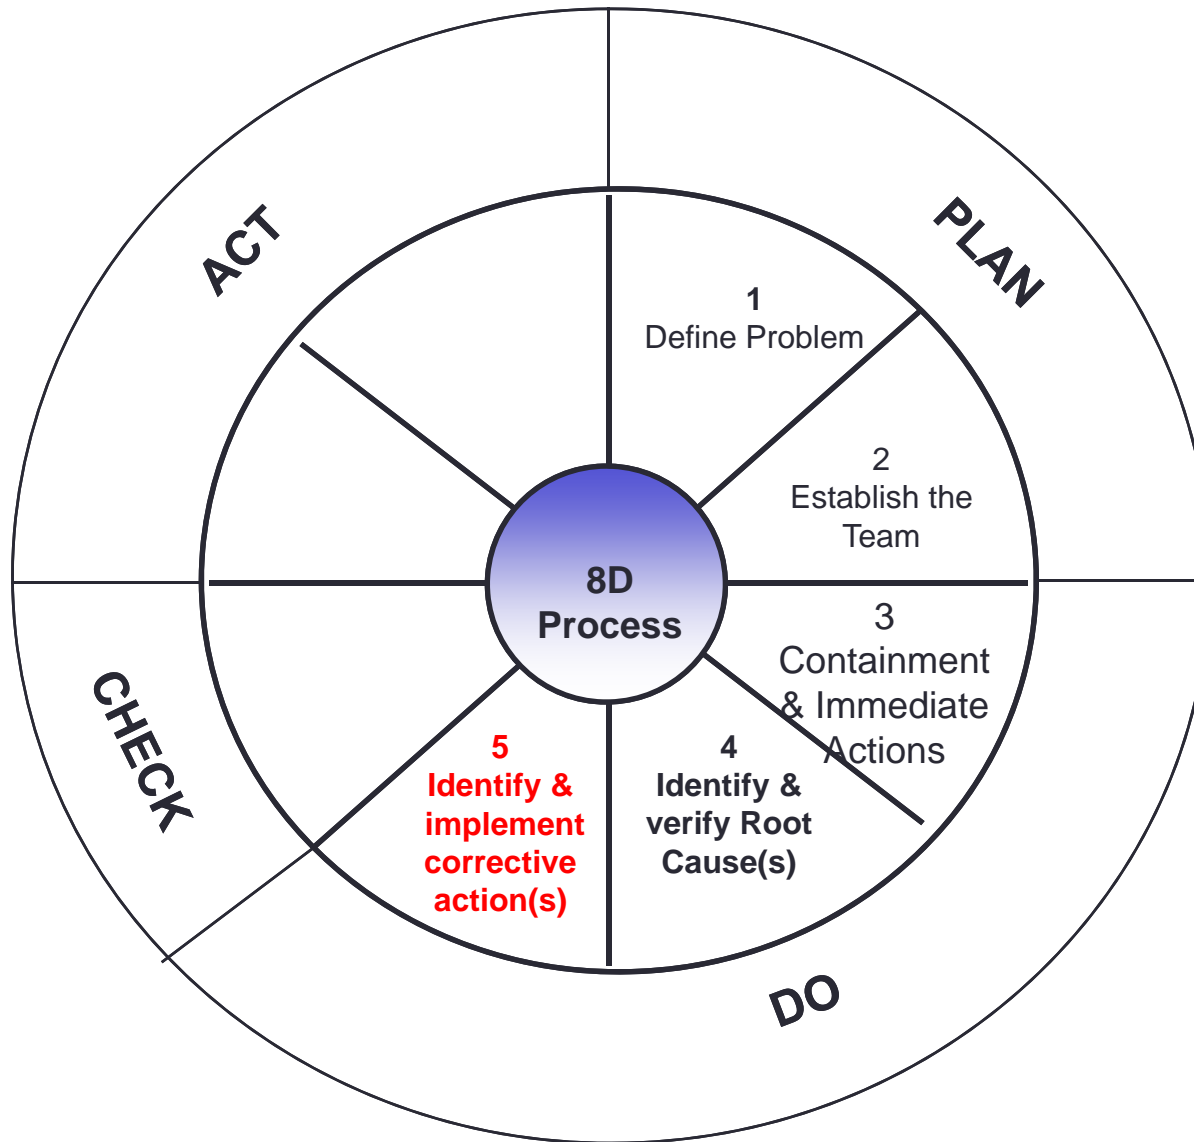 ACT
PLAN
1
Define Problem
2
Establish the
Team
8D
Process
3
Containment
& Immediate
Actions
CHECK
5
Identify &
implement
corrective
action(s)
4
Identify &
verify Root
Cause(s)
DO